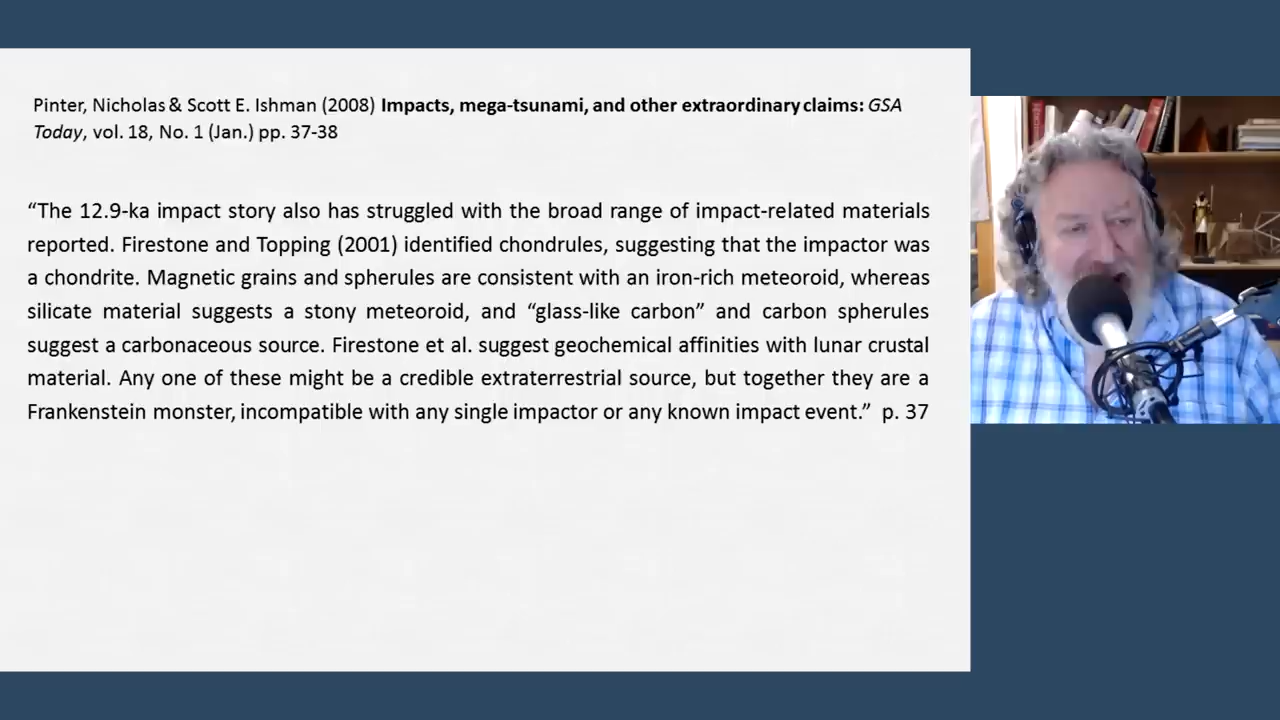 Pinter, Nicholas & Scott E. Ishman (2008) Impacts, mega-tsunami, and other extraordinary claims: GSA
Today, vol. 18, No. 1 (Jan.) pp. 37-38
“The 12.9-ka impact story also has struggled with the broad range of impact-related materials
reported. Firestone and Topping (2001) identified chondrules, suggesting that the impactor was
a chondrite. Magnetic grains and spherules are consistent with an iron-rich meteoroid, whereas
silicate material suggests a stony meteoroid, and “glass-like carbon” and carbon spherules
suggest a carbonaceous source. Firestone et al. suggest geochemical affinities with lunar crustal
material. Any one of these might be a credible extraterrestrial source, but together they are a
Frankenstein monster, incompatible with any single impactor or any known impact event.” p. 37